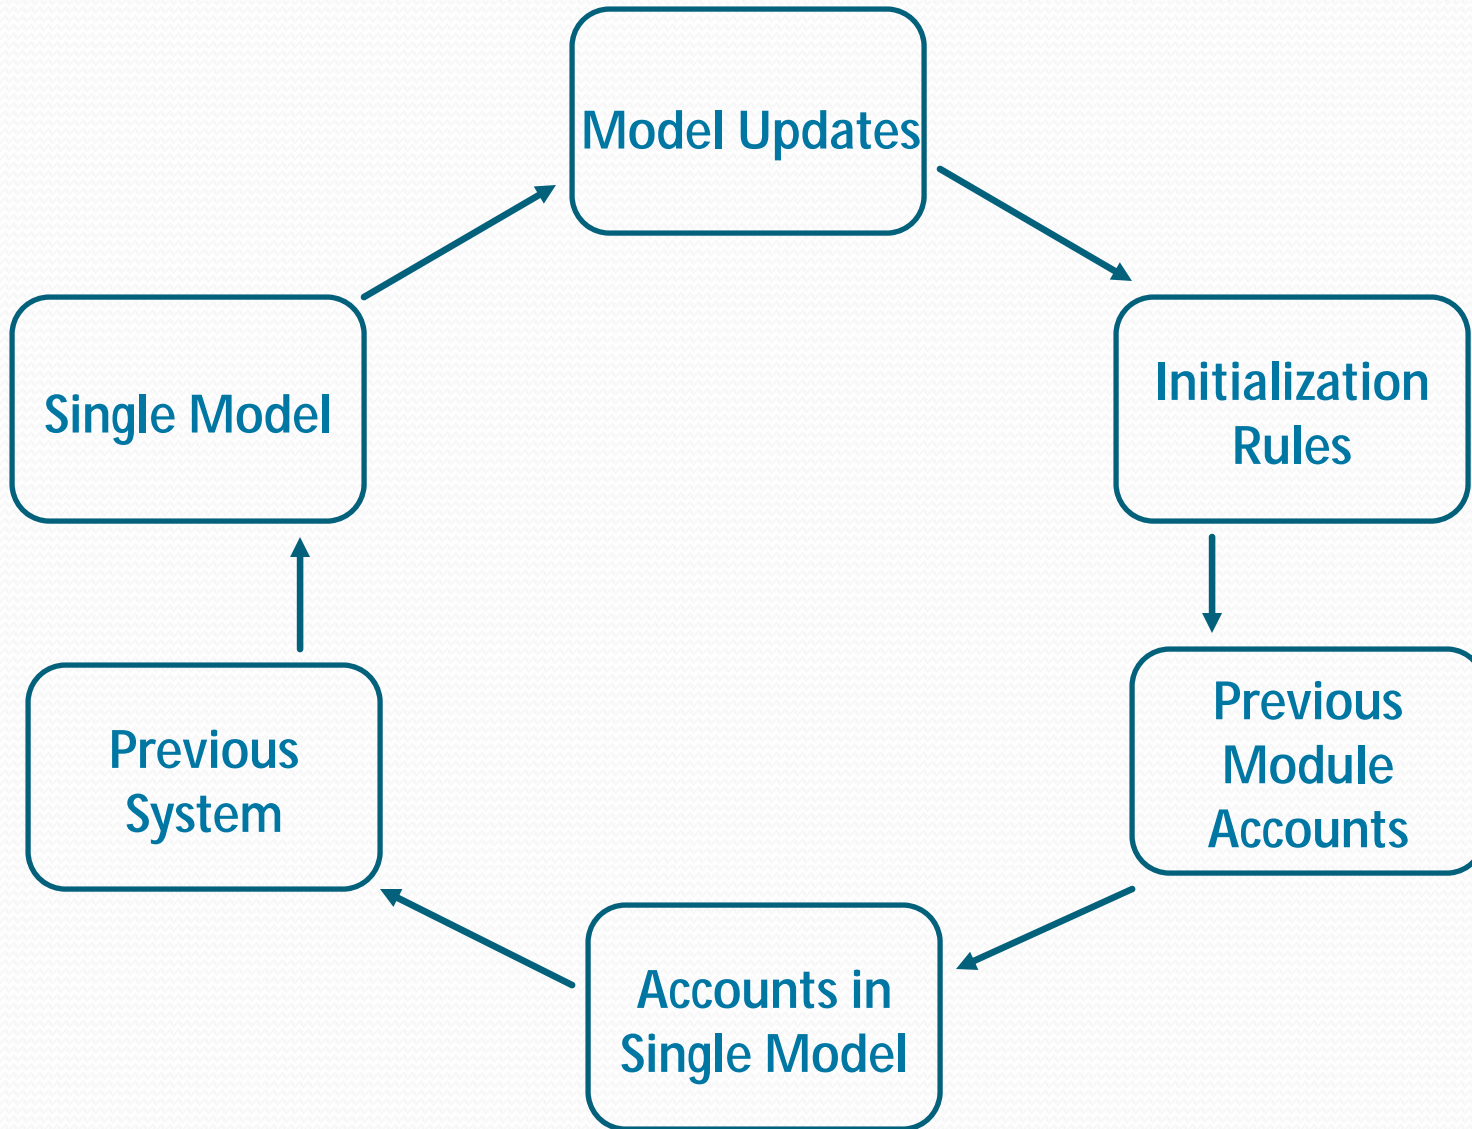 Model Updates
Single Model
Initialization
Rules
Previous
System
Previous
Module
Accounts
Accounts in
Single Model